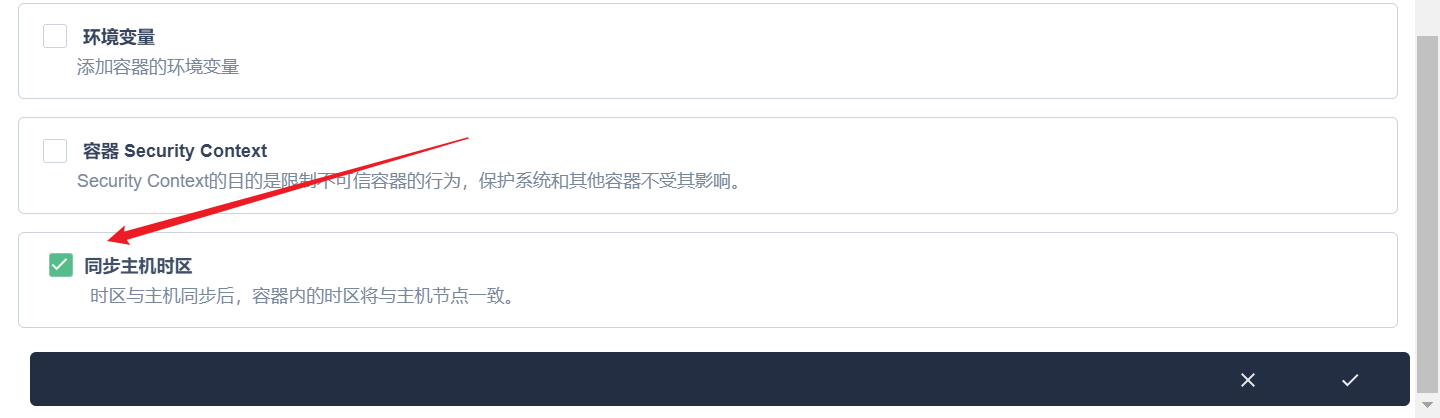 环境变量
添加容器的环境变量
容器 Security Context
Security Context的目的是限制不可信容器的行为，保护系统和其他容器不受其影响。
同步主机时区
时区与主机同步后，容器内的时区将与主机节点一致。